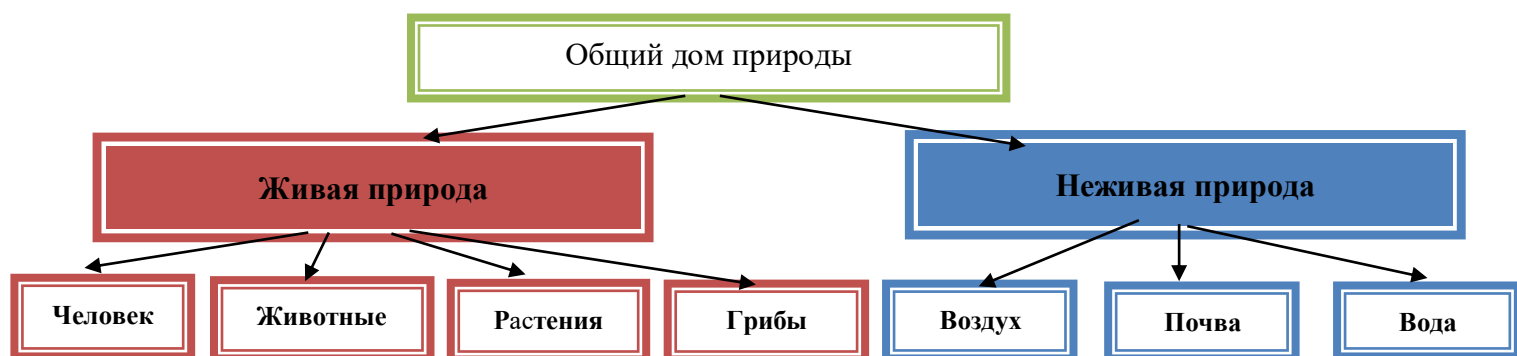 Общий дом природы
Живая природа
Неживая природа
Человек
Животные
Растения
Грибы
Воздух
Почва
Вода